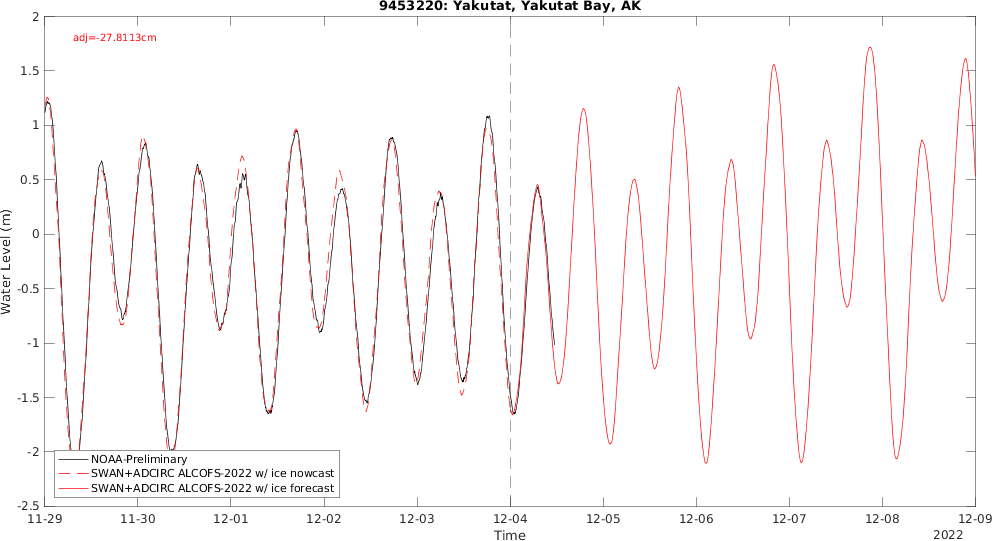 9453220: Yakutat, Yakutat Bay, AK
adj=-27.8113cm
2
1.5
1
0.5
0
-0.5
-1
-1.5
-2
-2.5
Water Level (m)
NOAA-Preliminary
SWAN+ADCIRC ALCOFS-2022 w/ ice nowcast
SWAN+ADCIRC ALCOFS-2022 w/ ice forecast
11-29 11-30 12-01 12-02 12-03 12-04 12-05 12-06 12-07 12-08 12-09
Time
2022